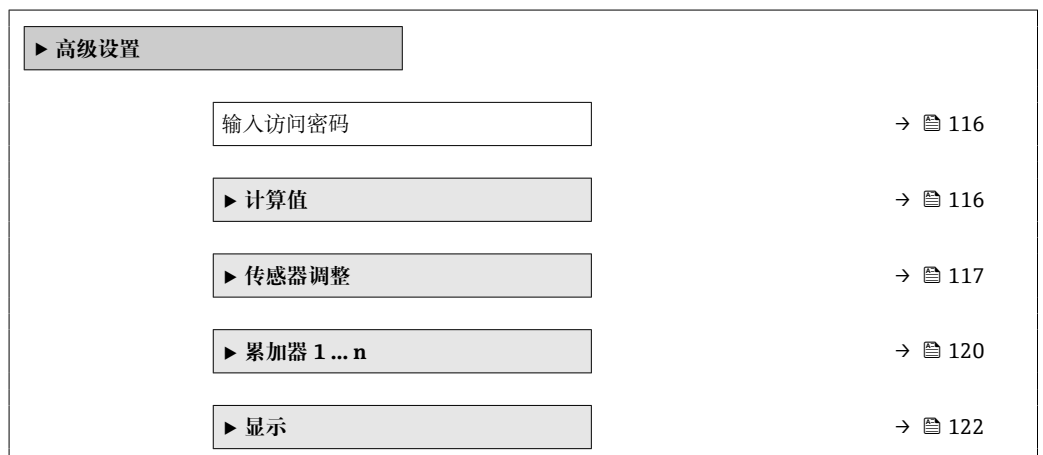 ▶ 高级设置
输入访问密码 → 🖹 116
▶ 计算值 → 🖹 116
▶ 传感器调整 → 🖹 117
▶ 累加器 1 … n → 🖹 120
▶ 显示 → 🖹 122